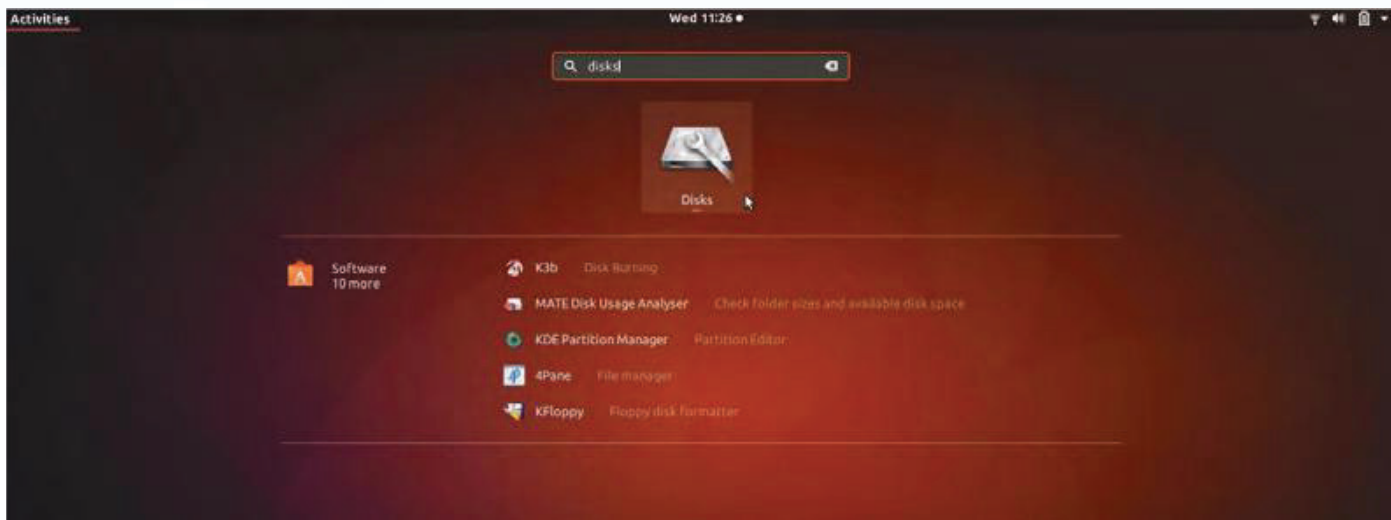 Activities
Wed 11:26
disks
Disks
Software
10 more
K3b Disk Burning
MATE Disk Usage Analyser Check folder sizes and available disk space
KDE Partition Manager Partition Editor
4Pane File manager
KFloppy Floppy disk formatter